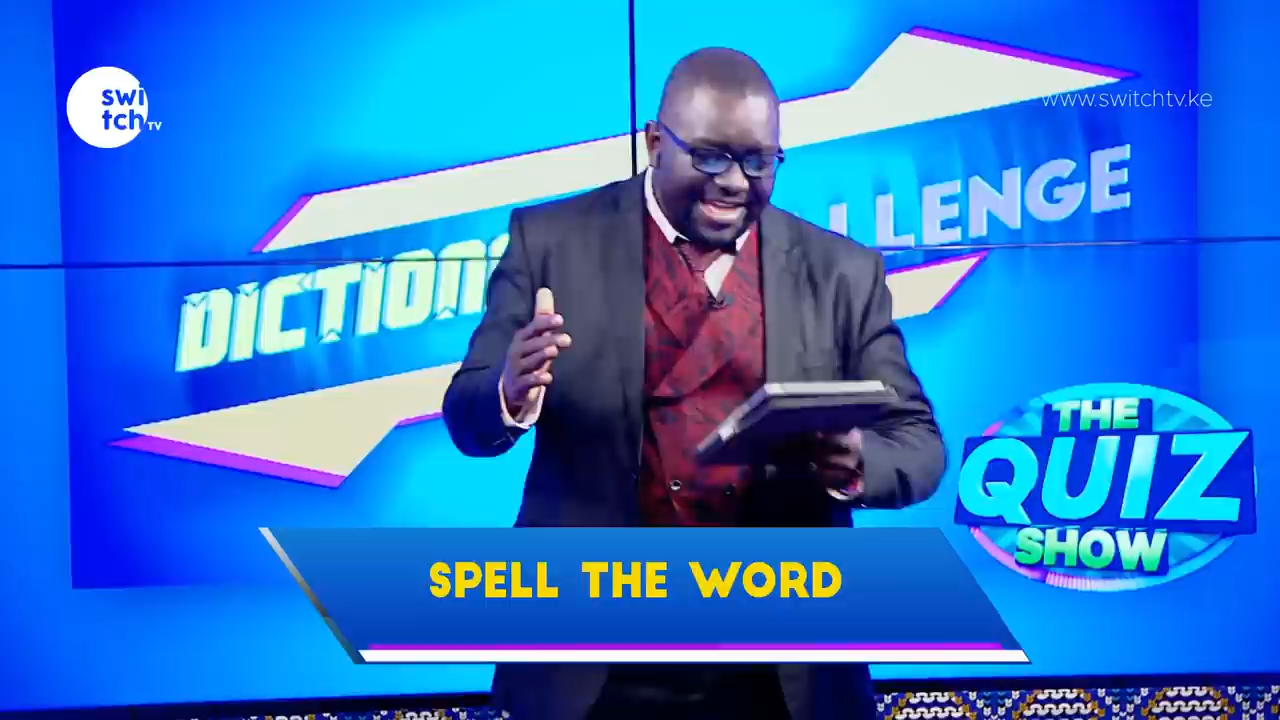 swi
tch TV
www.switchtv.ke
LLENGE
DICTION
THE
QUIZ
SHOW
SPELL THE WORD